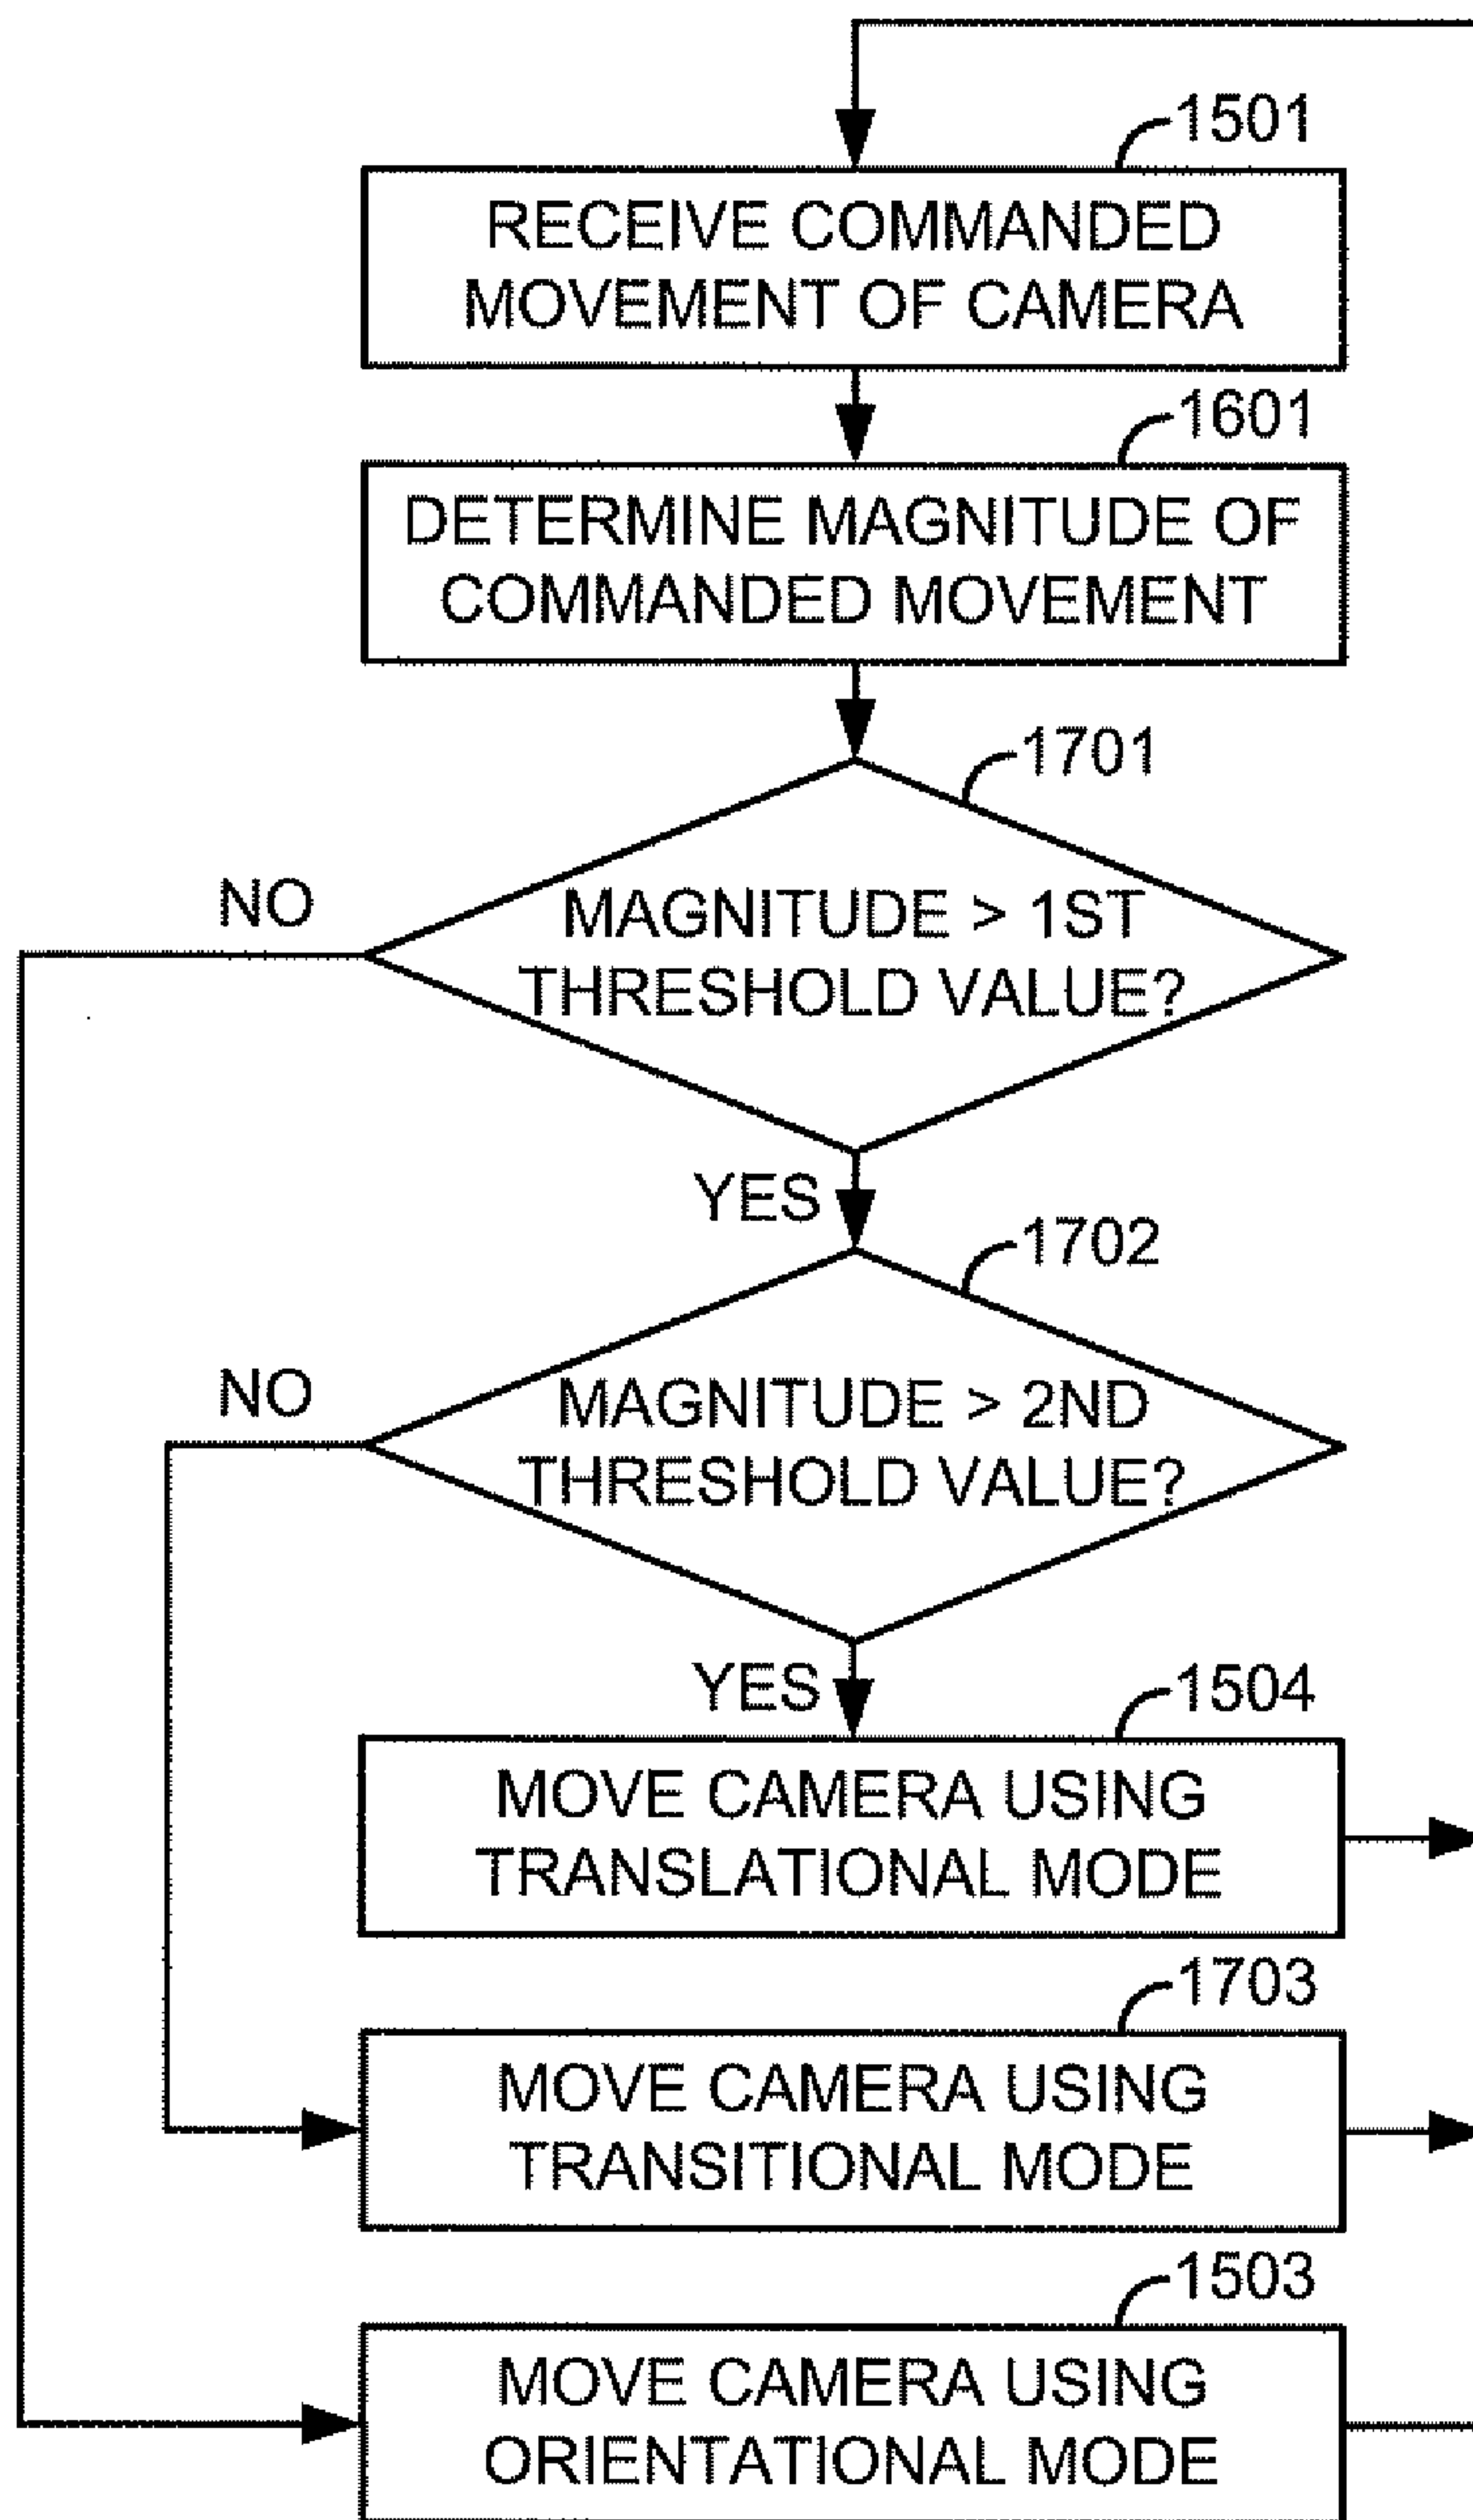 1501
RECEIVE COMMANDED
MOVEMENT OF CAMERA
1601
DETERMINE MAGNITUDE OF
COMMANDED MOVEMENT
1701
NO
MAGNITUDE > 1ST
THRESHOLD VALUE?
YES
1702
NO
MAGNITUDE > 2ND
THRESHOLD VALUE?
YES
1504
MOVE CAMERA USING
TRANSLATIONAL MODE
1703
MOVE CAMERA USING
TRANSITIONAL MODE
1503
MOVE CAMERA USING
ORIENTATIONAL MODE